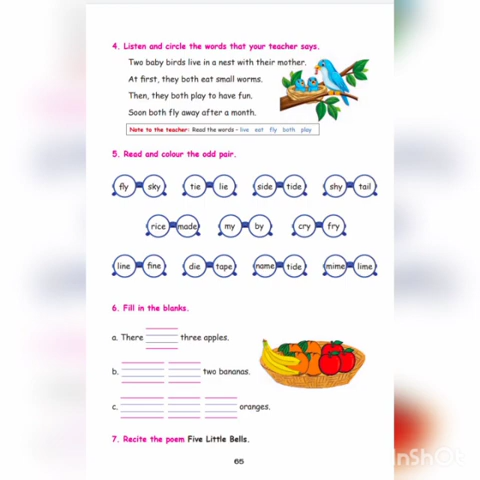 4. Listen and circle the words that your teacher says.
Two baby birds live in a nest with their mother.
At first, they both eat small worms.
Then, they both play to have fun.
Soon both fly away after a month.
Note to the teacher: Read the words - live eat fly both play
5. Read and colour the odd pair.
fly sky tie lie side tide shy tail
rice made my by cry fry
line fine die tape name tide mime lime
6. Fill in the blanks.
a. There three apples.
b. two bananas.
c. oranges.
7. Recite the poem Five Little Bells.
65
InShOt